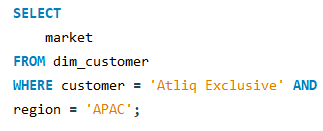 SELECT
market
FROM dim_customer
WHERE customer = 'Atliq Exclusive' AND
region = 'APAC';